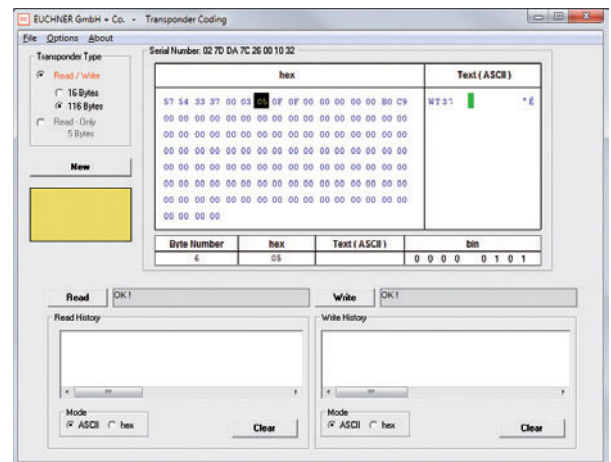 EUCHNER GmbH + Co. - Transponder Coding
File Options About
Transponder Type
Read / Write
16 Bytes
116 Bytes
Read - Only
5 Bytes
New
Serial Number: 02 7D DA 7C 26 00 10 32
hex Text ( ASCII )
57 54 33 37 00 03 05 0F 0F 00 00 00 00 00 B0 C9 WT37 °É
00 00 00 00 00 00 00 00 00 00 00 00 00 00 00 00
00 00 00 00 00 00 00 00 00 00 00 00 00 00 00 00
00 00 00 00 00 00 00 00 00 00 00 00 00 00 00 00
00 00 00 00 00 00 00 00 00 00 00 00 00 00 00 00
00 00 00 00 00 00 00 00 00 00 00 00 00 00 00 00
00 00 00 00 00 00 00 00 00 00 00 00 00 00 00 00
00 00 00 00
Byte Number hex Text ( ASCII ) bin
6 05 0 0 0 0 0 1 0 1
Read OK ! Write OK !
Read History Write History
Mode Mode
ASCII hex Clear ASCII hex Clear